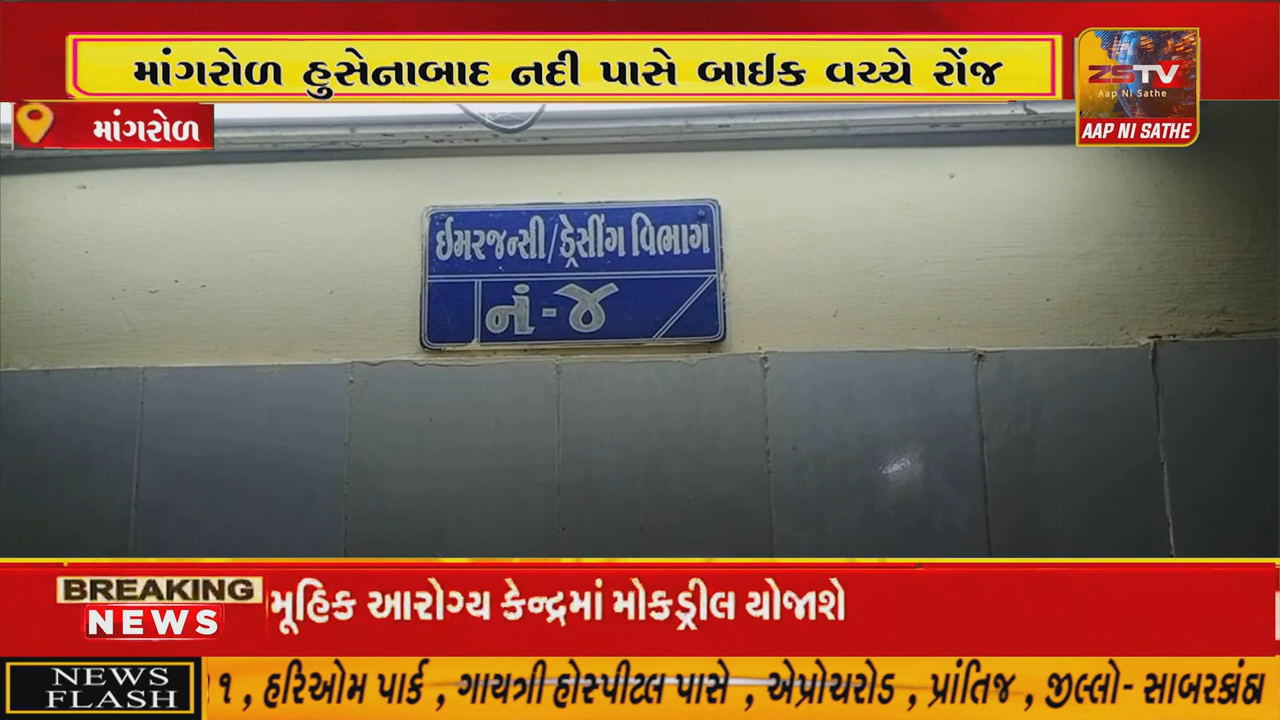 માંગરોળ હુસેનાબાદ નદી પાસે બાઈક વચ્ચે રોંજ
ZSTV
Aap Ni Sathe
AAP NI SATHE
માંગરોળ
ઈમરજન્સી/ડ્રેસીંગ વિભાગ
નં-૪
BREAKING
NEWS
મૂહિક આરોગ્ય કેન્દ્રમાં મોકડ્રીલ યોજાશે
NEWS
FLASH
૨૧ , હરિઓમ પાર્ક , ગાયત્રી હોસ્પીટલ પાસે , એપ્રોચરોડ , પ્રાંતિજ , જીલ્લો- સાબરકાંઠા